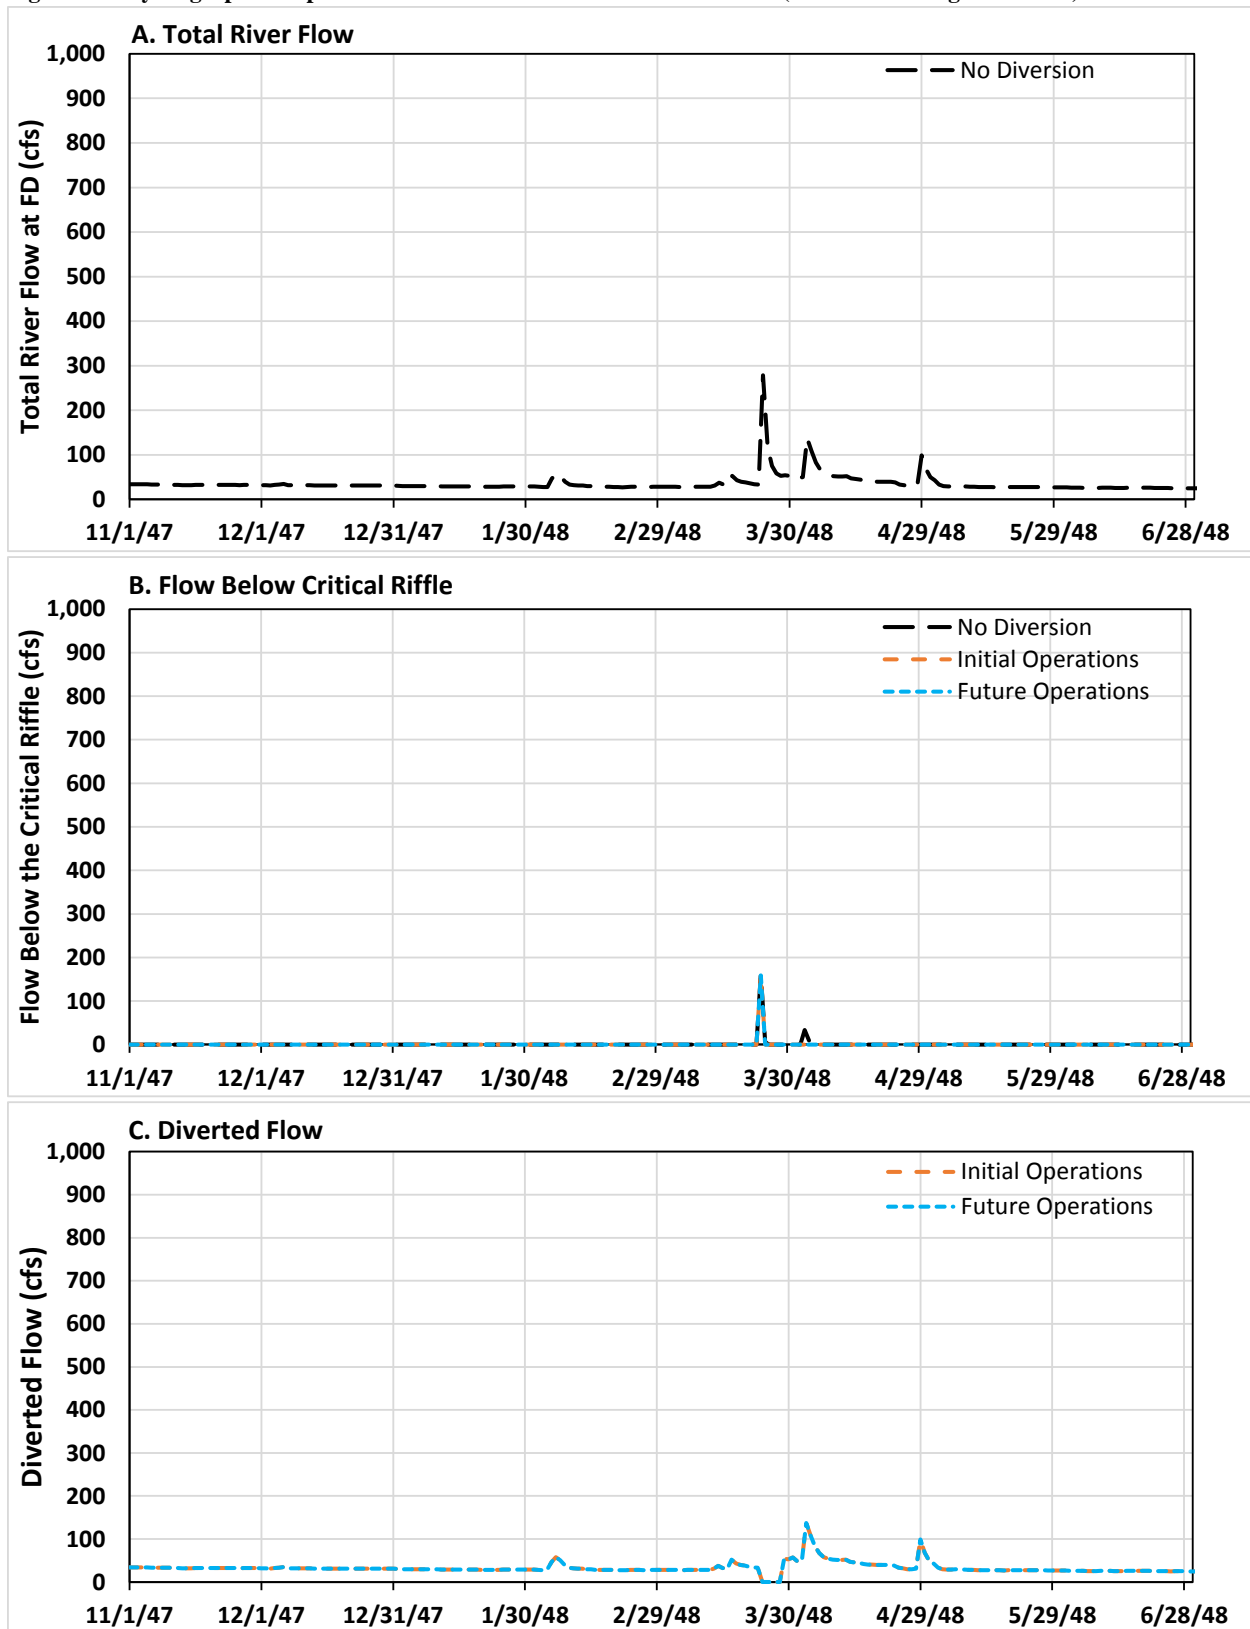 A. Total River Flow
1,000
900
800
700
600
500
400
300
200
100
0
Total River Flow at FD (cfs)
No Diversion
11/1/47 12/1/47 12/31/47 1/30/48 2/29/48 3/30/48 4/29/48 5/29/48 6/28/48
B. Flow Below Critical Riffle
1,000
900
800
700
600
500
400
300
200
100
0
Flow Below the Critical Riffle (cfs)
No Diversion
Initial Operations
Future Operations
11/1/47 12/1/47 12/31/47 1/30/48 2/29/48 3/30/48 4/29/48 5/29/48 6/28/48
C. Diverted Flow
1,000
900
800
700
600
500
400
300
200
100
0
Diverted Flow (cfs)
Initial Operations
Future Operations
11/1/47 12/1/47 12/31/47 1/30/48 2/29/48 3/30/48 4/29/48 5/29/48 6/28/48